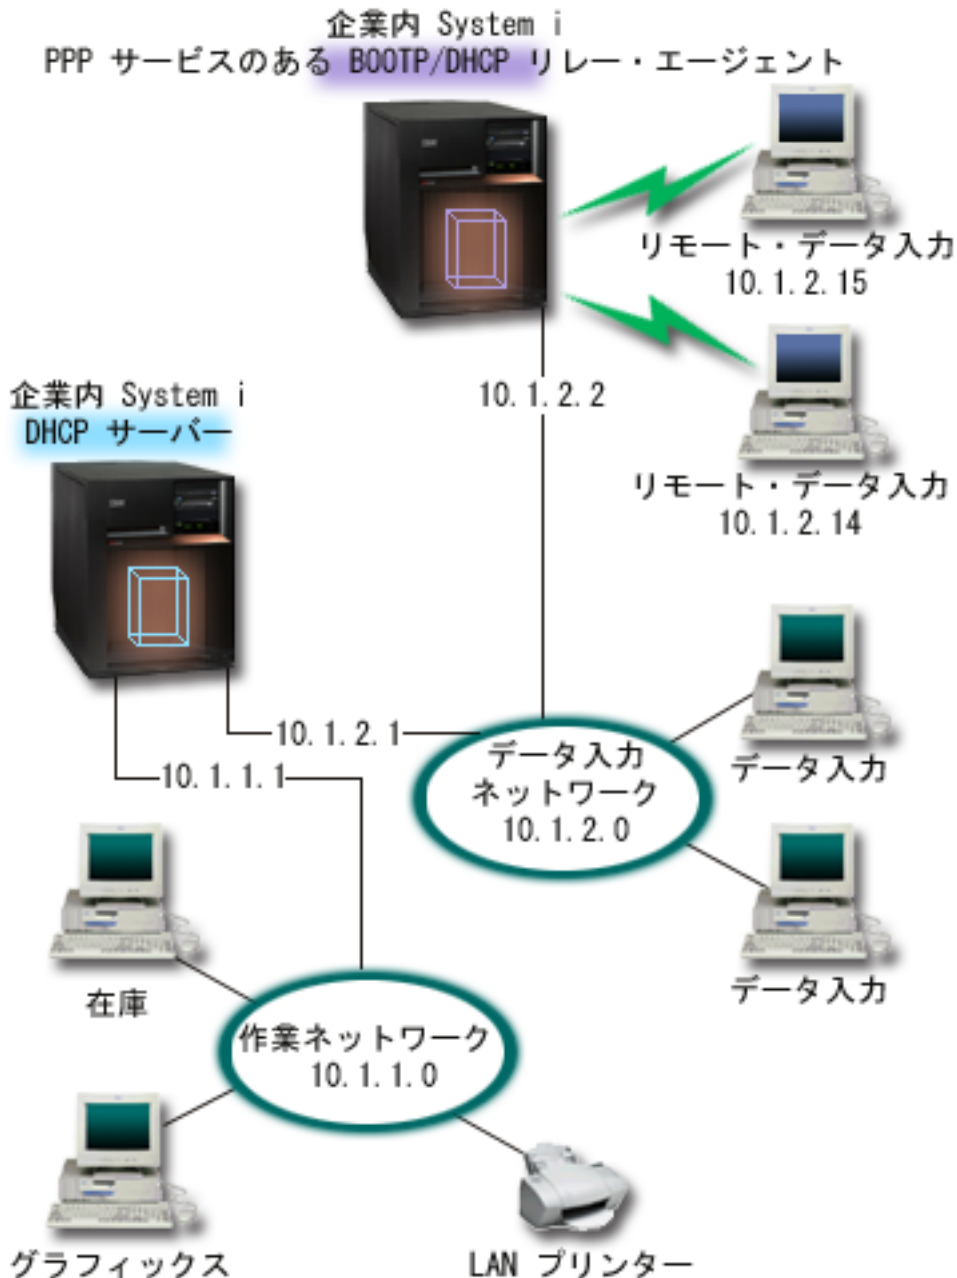 企業内 System i
PPP サービスのある BOOTP/DHCP リレー・エージェント
リモート・データ入力
10.1.2.15
10.1.2.2
企業内 System i
DHCP サーバー
リモート・データ入力
10.1.2.14
10.1.2.1
データ入力
ネットワーク
10.1.2.0
データ入力
10.1.1.1
データ入力
在庫
作業ネットワーク
10.1.1.0
グラフィックス
LAN プリンター